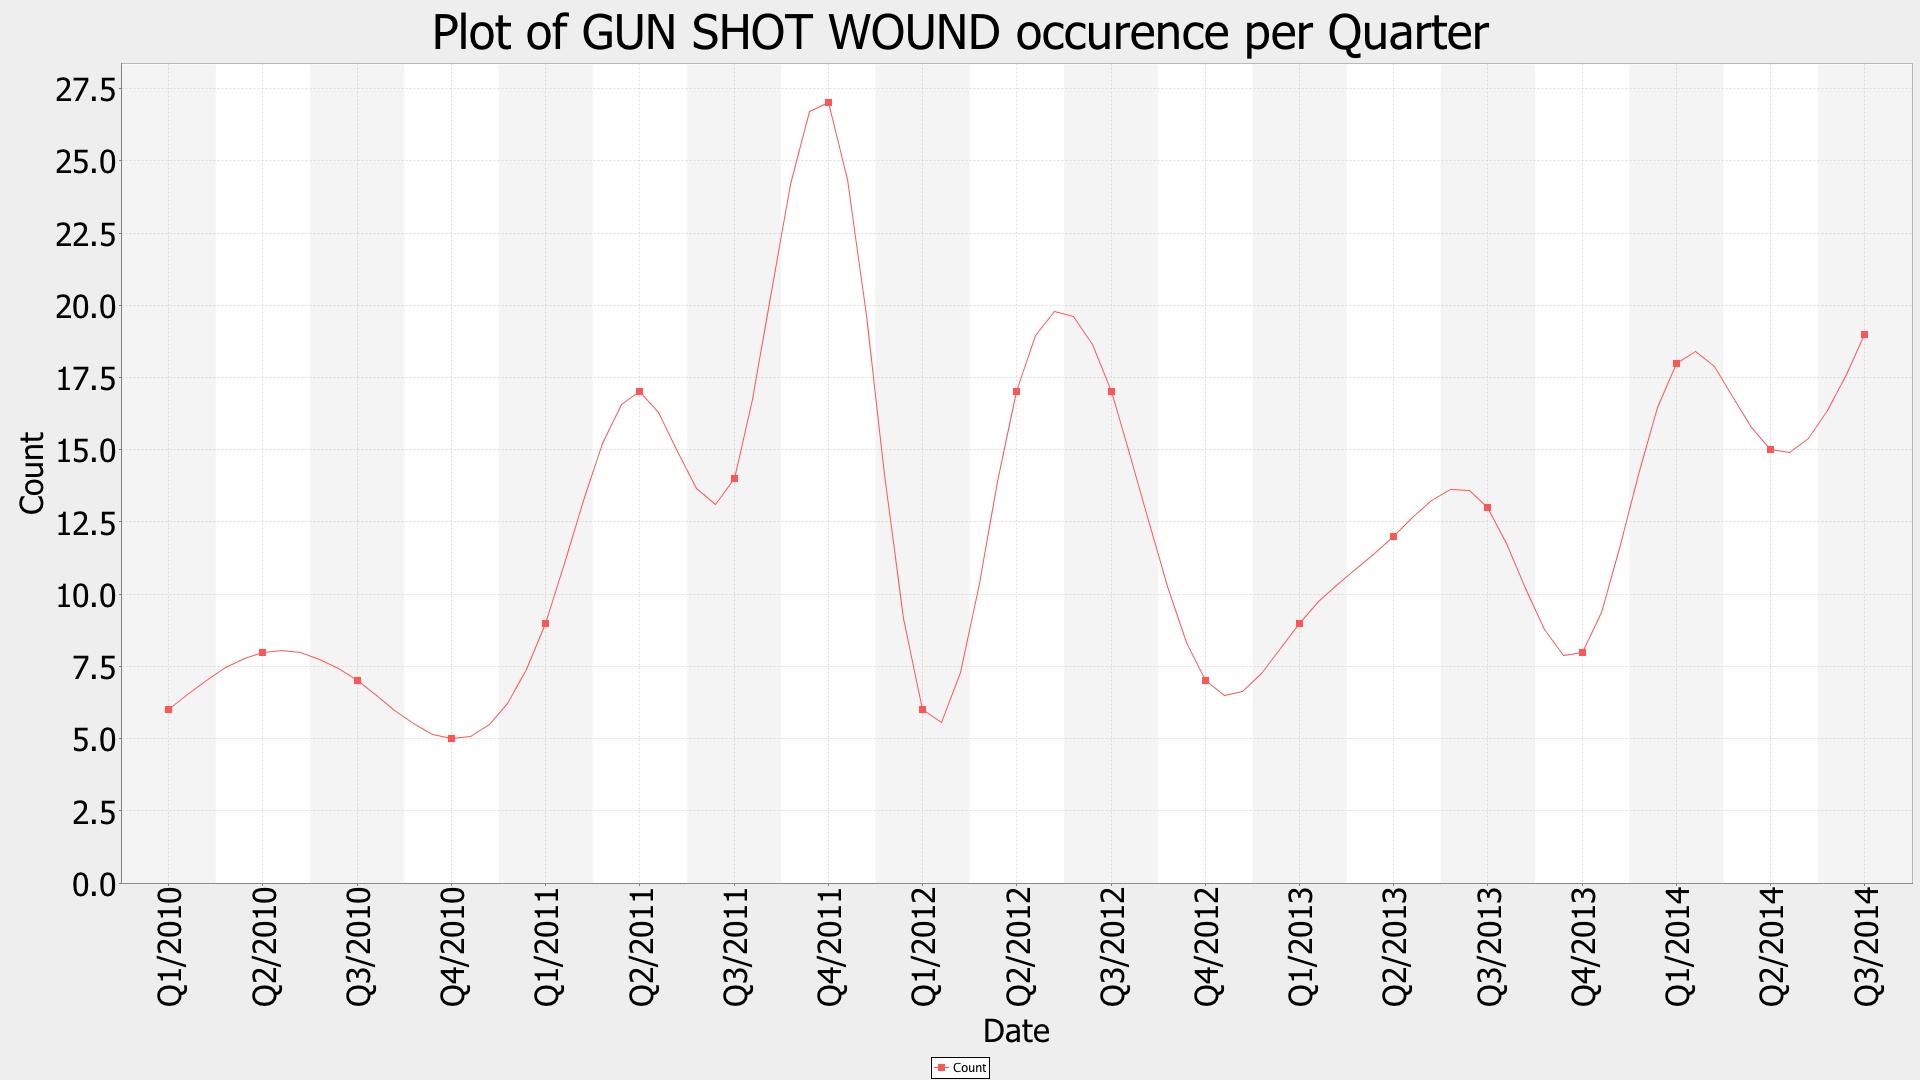 Plot of GUN SHOT WOUND occurence per Quarter
27.5
25.0
22.5
20.0
17.5
15.0
12.5
10.0
7.5
5.0
2.5
0.0
Count
Q1/2010
Q2/2010
Q3/2010
Q4/2010
Q1/2011
Q2/2011
Q3/2011
Q4/2011
Q1/2012
Q2/2012
Q3/2012
Q4/2012
Q1/2013
Q2/2013
Q3/2013
Q4/2013
Q1/2014
Q2/2014
Q3/2014
Date
Count